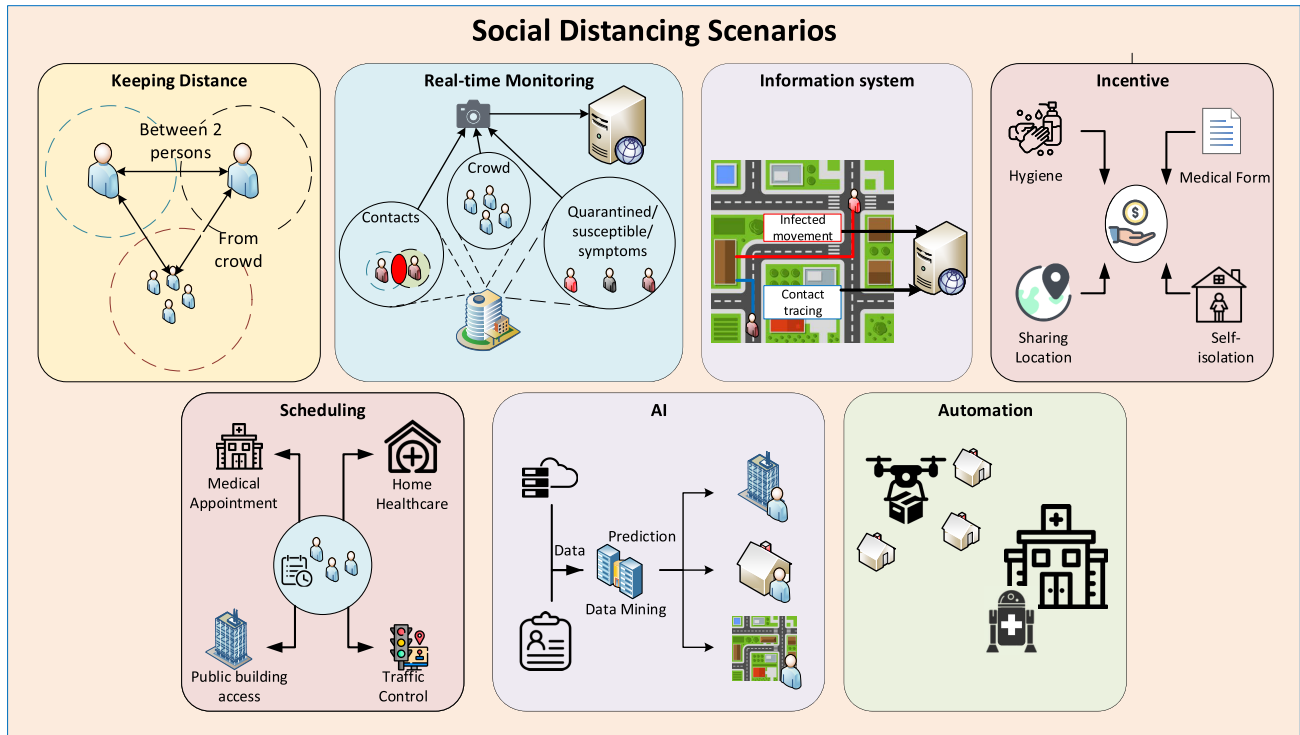 Social Distancing Scenarios
Keeping Distance
Between 2
persons
From
crowd
Real-time Monitoring
Crowd
Contacts
Quarantined/
susceptible/
symptoms
Information system
Infected
movement
Contact
tracing
Incentive
Hygiene
Medical Form
$
Sharing
Location
Self-
isolation
Scheduling
Medical
Appointment
Home
Healthcare
Public building
access
Traffic
Control
AI
Data
Prediction
Data Mining
Automation